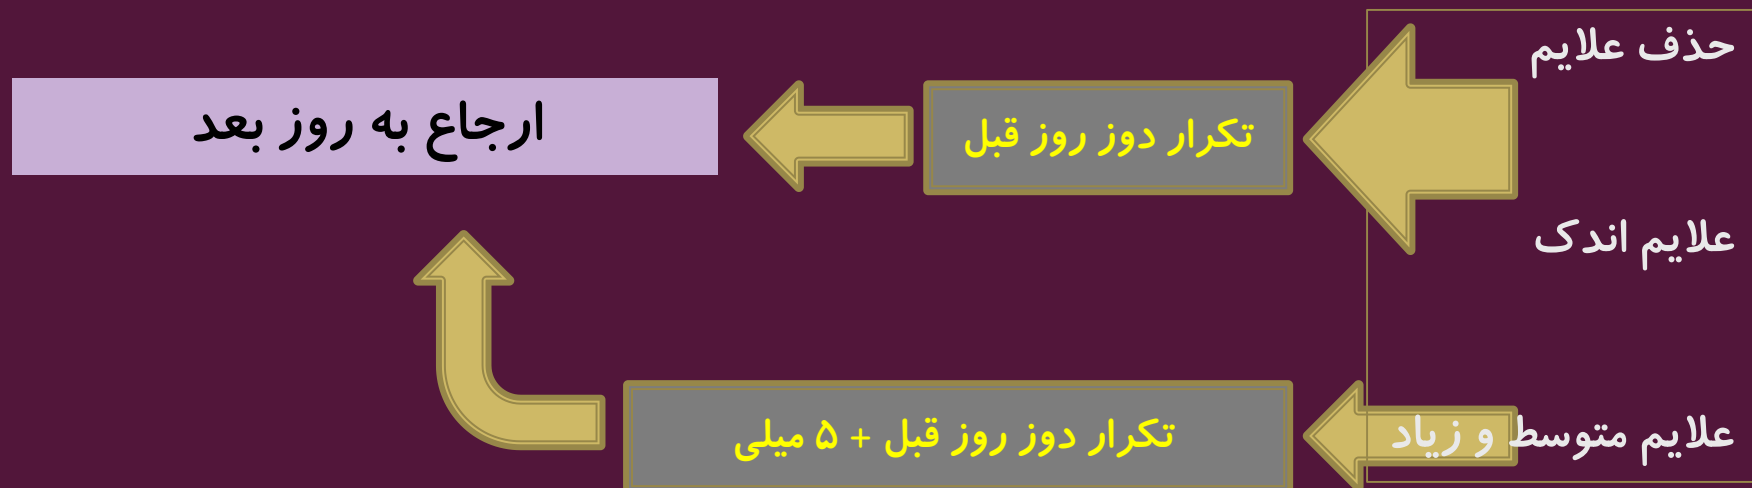 حذف علایم
ارجاع به روز بعد
تکرار دوز روز قبل
علایم اندک
علایم متوسط و زیاد
تکرار دوز روز قبل + ۵ میلی